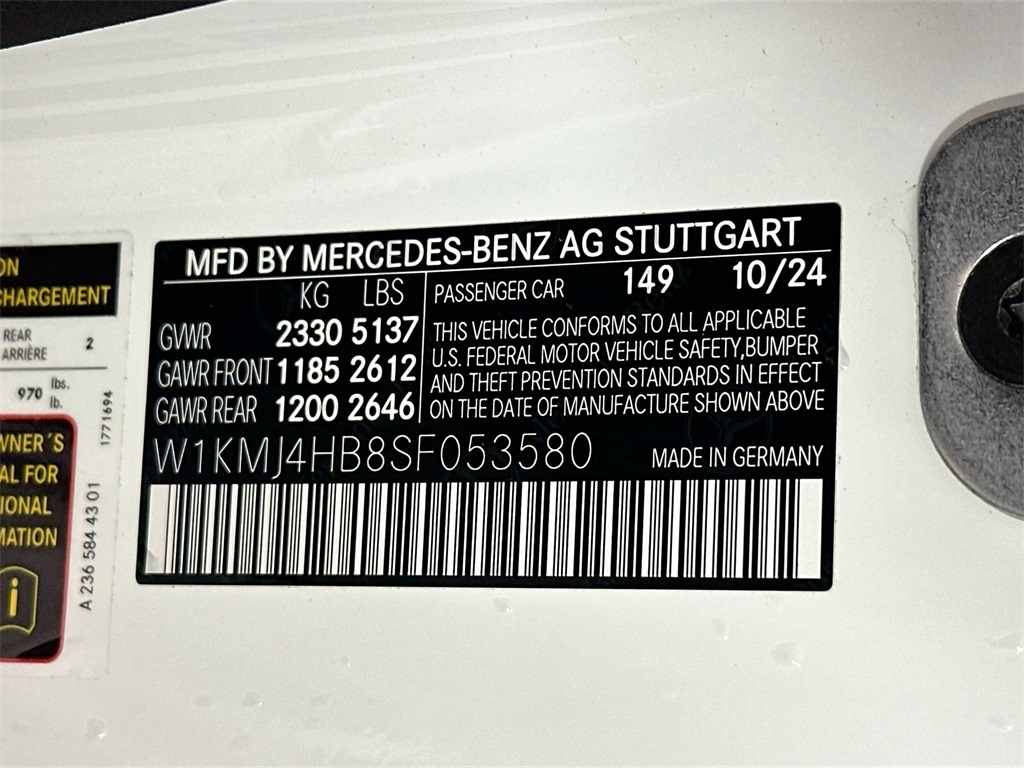 MFD BY MERCEDES-BENZ AG STUTTGART
KG LBS
GVWR 2330 5137
GAWR FRONT 1185 2612
GAWR REAR 1200 2646
PASSENGER CAR 149 10/24
THIS VEHICLE CONFORMS TO ALL APPLICABLE
U.S. FEDERAL MOTOR VEHICLE SAFETY,BUMPER
AND THEFT PREVENTION STANDARDS IN EFFECT
ON THE DATE OF MANUFACTURE SHOWN ABOVE
W1KMJ4HB8SF053580
MADE IN GERMANY
REAR
ARRIÈRE 2
970 lbs.
lb.
1771694
A 236 584 43 01
i